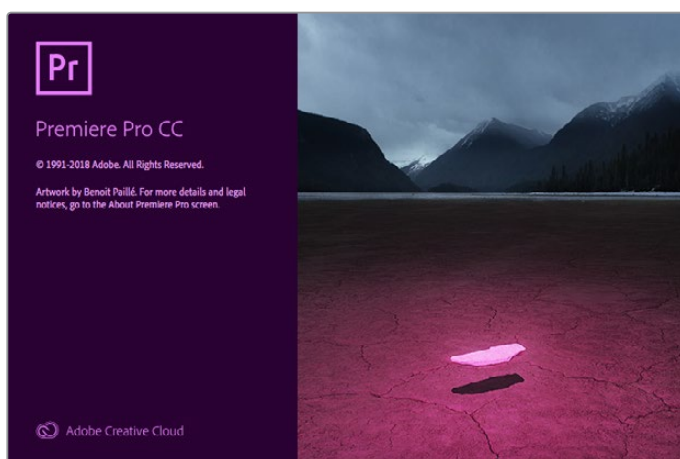 Pr
Premiere Pro CC
© 1991-2018 Adobe. All Rights Reserved.
Artwork by Benoit Paillé. For more details and legal
notices, go to the About Premiere Pro screen.
Adobe Creative Cloud